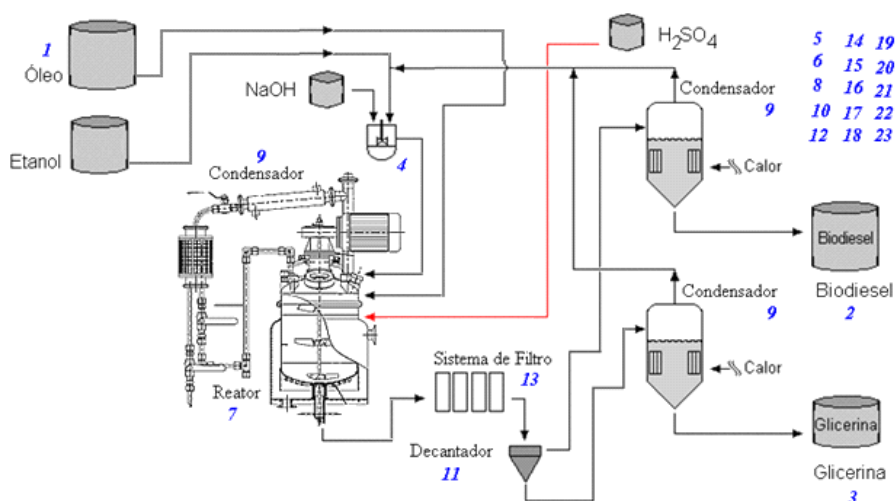 1
Óleo
Etanol
NaOH
4
H2SO4
5 14 19
6 15 20
8 16 21
10 17 22
12 18 23
Condensador
9
Calor
Biodiesel
Biodiesel
2
9
Condensador
Reator
7
Sistema de Filtro
13
Decantador
11
Condensador
9
Calor
Glicerina
Glicerina
3